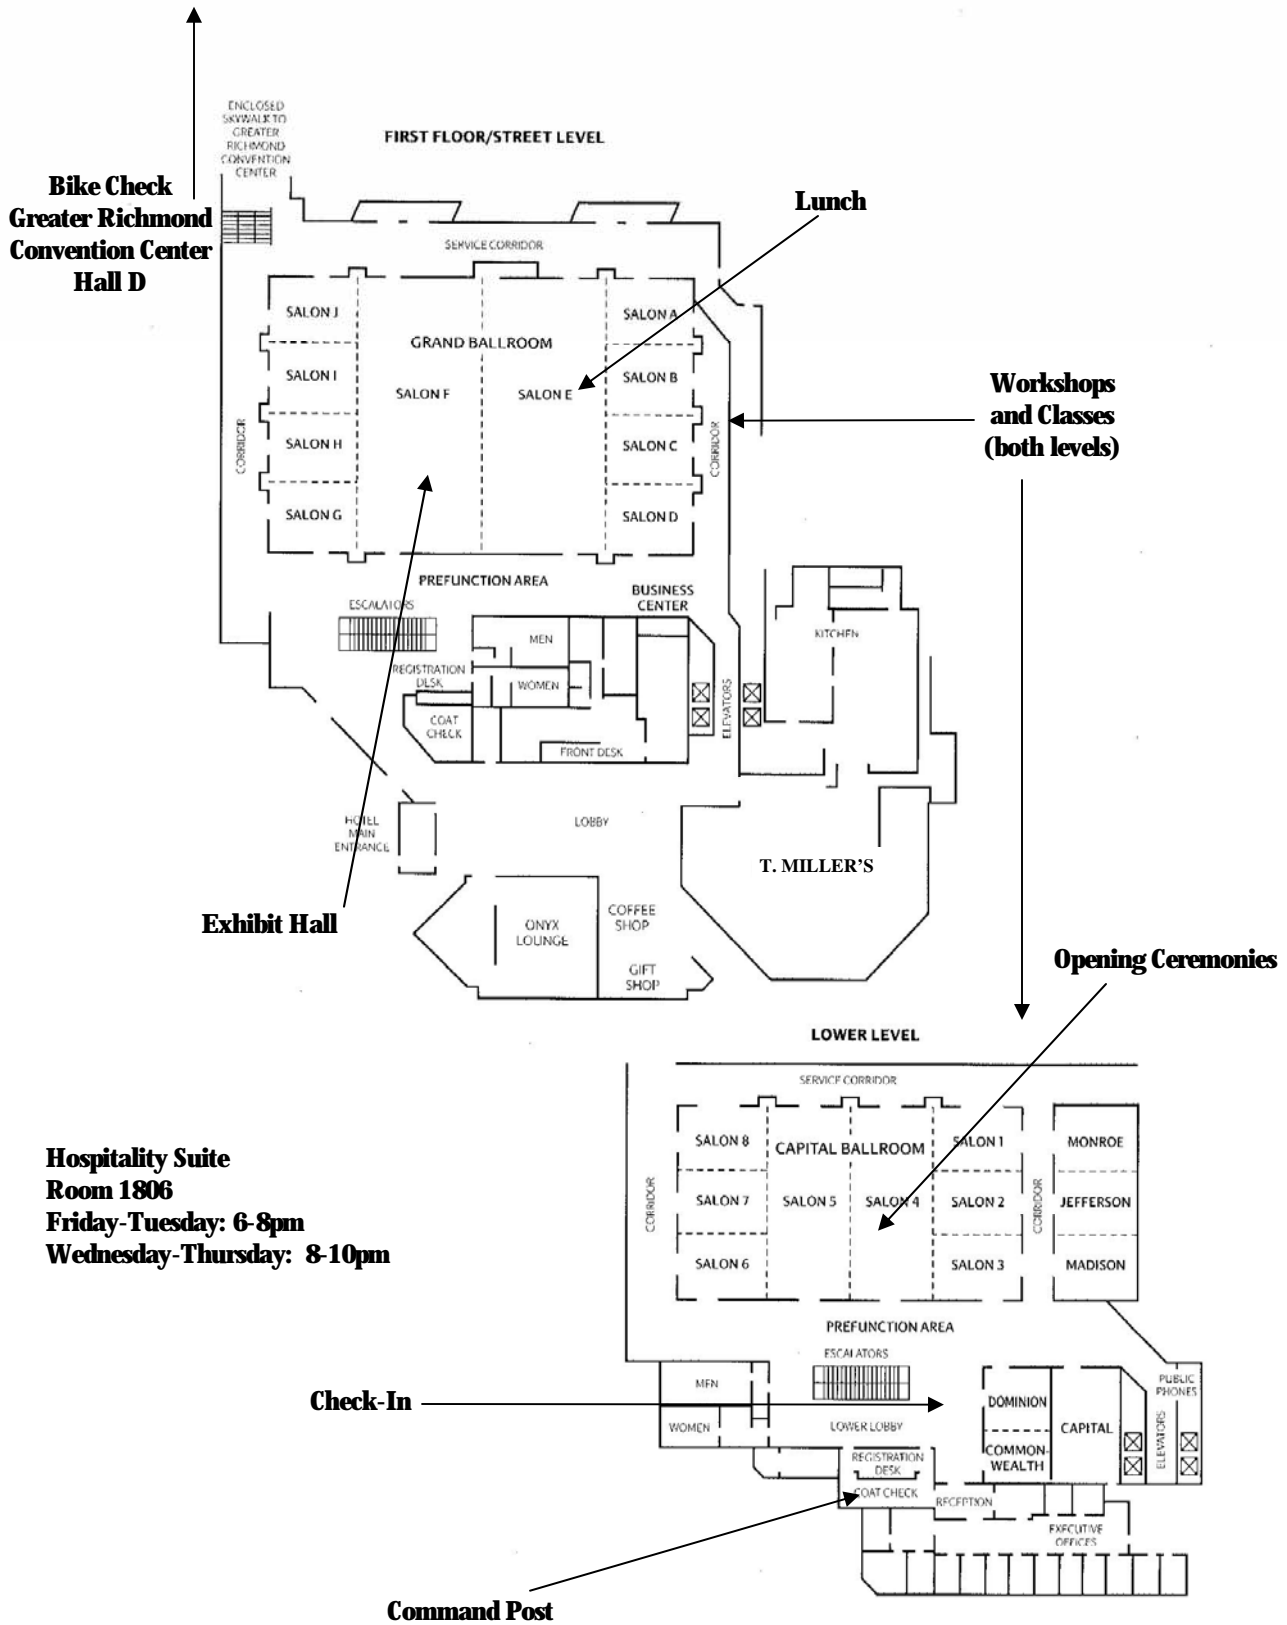 ENCLOSED
SKYWALK TO
GREATER
RICHMOND
CONVENTION
CENTER
FIRST FLOOR/STREET LEVEL
Bike Check
Greater Richmond
Convention Center
Hall D
Lunch
SERVICE CORRIDOR
SALON J
SALON A
GRAND BALLROOM
SALON I
SALON B
SALON F
SALON E
Workshops
and Classes
(both levels)
CORRIDOR
SALON H
SALON C
CORRIDOR
SALON G
SALON D
PREFUNCTION AREA
BUSINESS
CENTER
ESCALATORS
MEN
KITCHEN
REGISTRATION
DESK
WOMEN
ELEVATORS
COAT
CHECK
FRONT DESK
HOTEL
MAIN
ENTRANCE
LOBBY
T. MILLER'S
Exhibit Hall
ONYX
LOUNGE
COFFEE
SHOP
GIFT
SHOP
Opening Ceremonies
LOWER LEVEL
SERVICE CORRIDOR
SALON 8
CAPITAL BALLROOM
SALON 1
MONROE
CORRIDOR
SALON 7
SALON 5
SALON 4
SALON 2
CORRIDOR
JEFFERSON
SALON 6
SALON 3
MADISON
Hospitality Suite
Room 1806
Friday-Tuesday: 6-8pm
Wednesday-Thursday: 8-10pm
PREFUNCTION AREA
ESCALATORS
MEN
PUBLIC
PHONES
Check-In
DOMINION
WOMEN
LOWER LOBBY
CAPITAL
ELEVATORS
COMMON-
WEALTH
REGISTRATION
DESK
COAT CHECK
RECEPTION
EXECUTIVE
OFFICES
Command Post